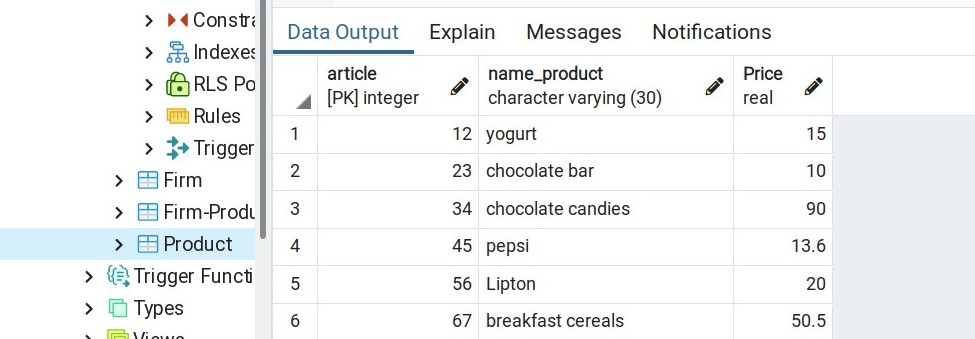 Constra
Indexes
RLS Po
Rules
Trigger
Firm
Firm-Produ
Product
Trigger Functi
Types
Views
Data Output Explain Messages Notifications
article name_product Price
[PK] integer character varying (30) real
1 12 yogurt 15
2 23 chocolate bar 10
3 34 chocolate candies 90
4 45 pepsi 13.6
5 56 Lipton 20
6 67 breakfast cereals 50.5